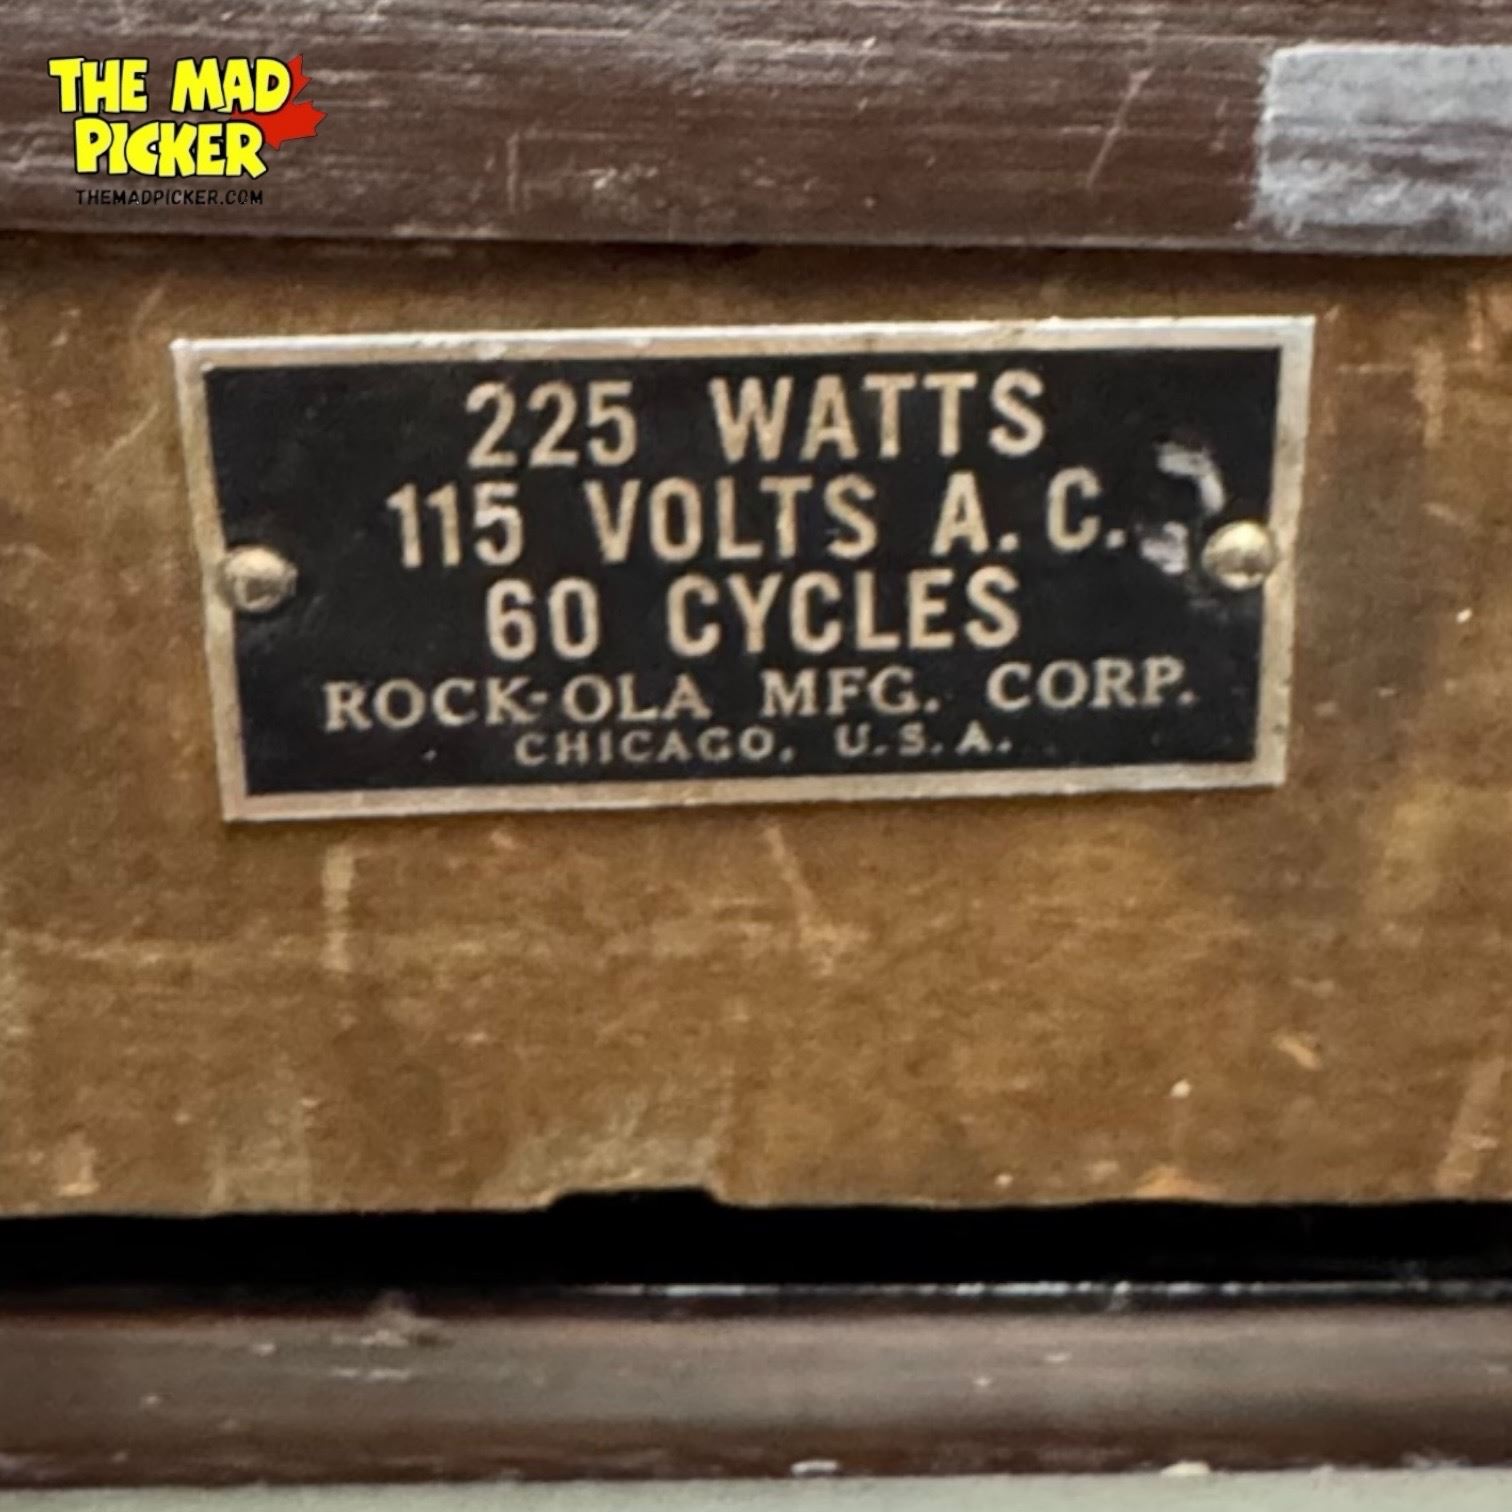 THE MAD
PICKER
THEMADPICKER.COM
225 WATTS
115 VOLTS A.C.
60 CYCLES
ROCK-OLA MFG. CORP.
CHICAGO, U.S.A.